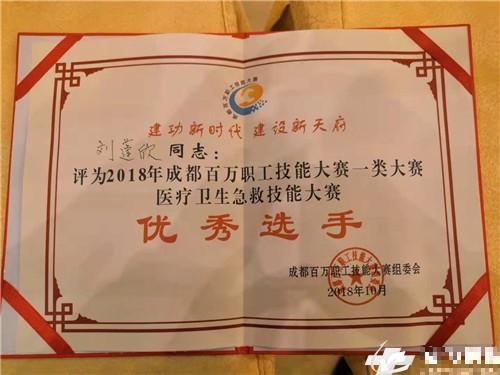 建功新时代 建设新天府
刘莲欣 同志：
评为2018年成都百万职工技能大赛一类大赛
医疗卫生急救技能大赛
优秀选手
成都百万职工技能大赛组委会
2018年10月